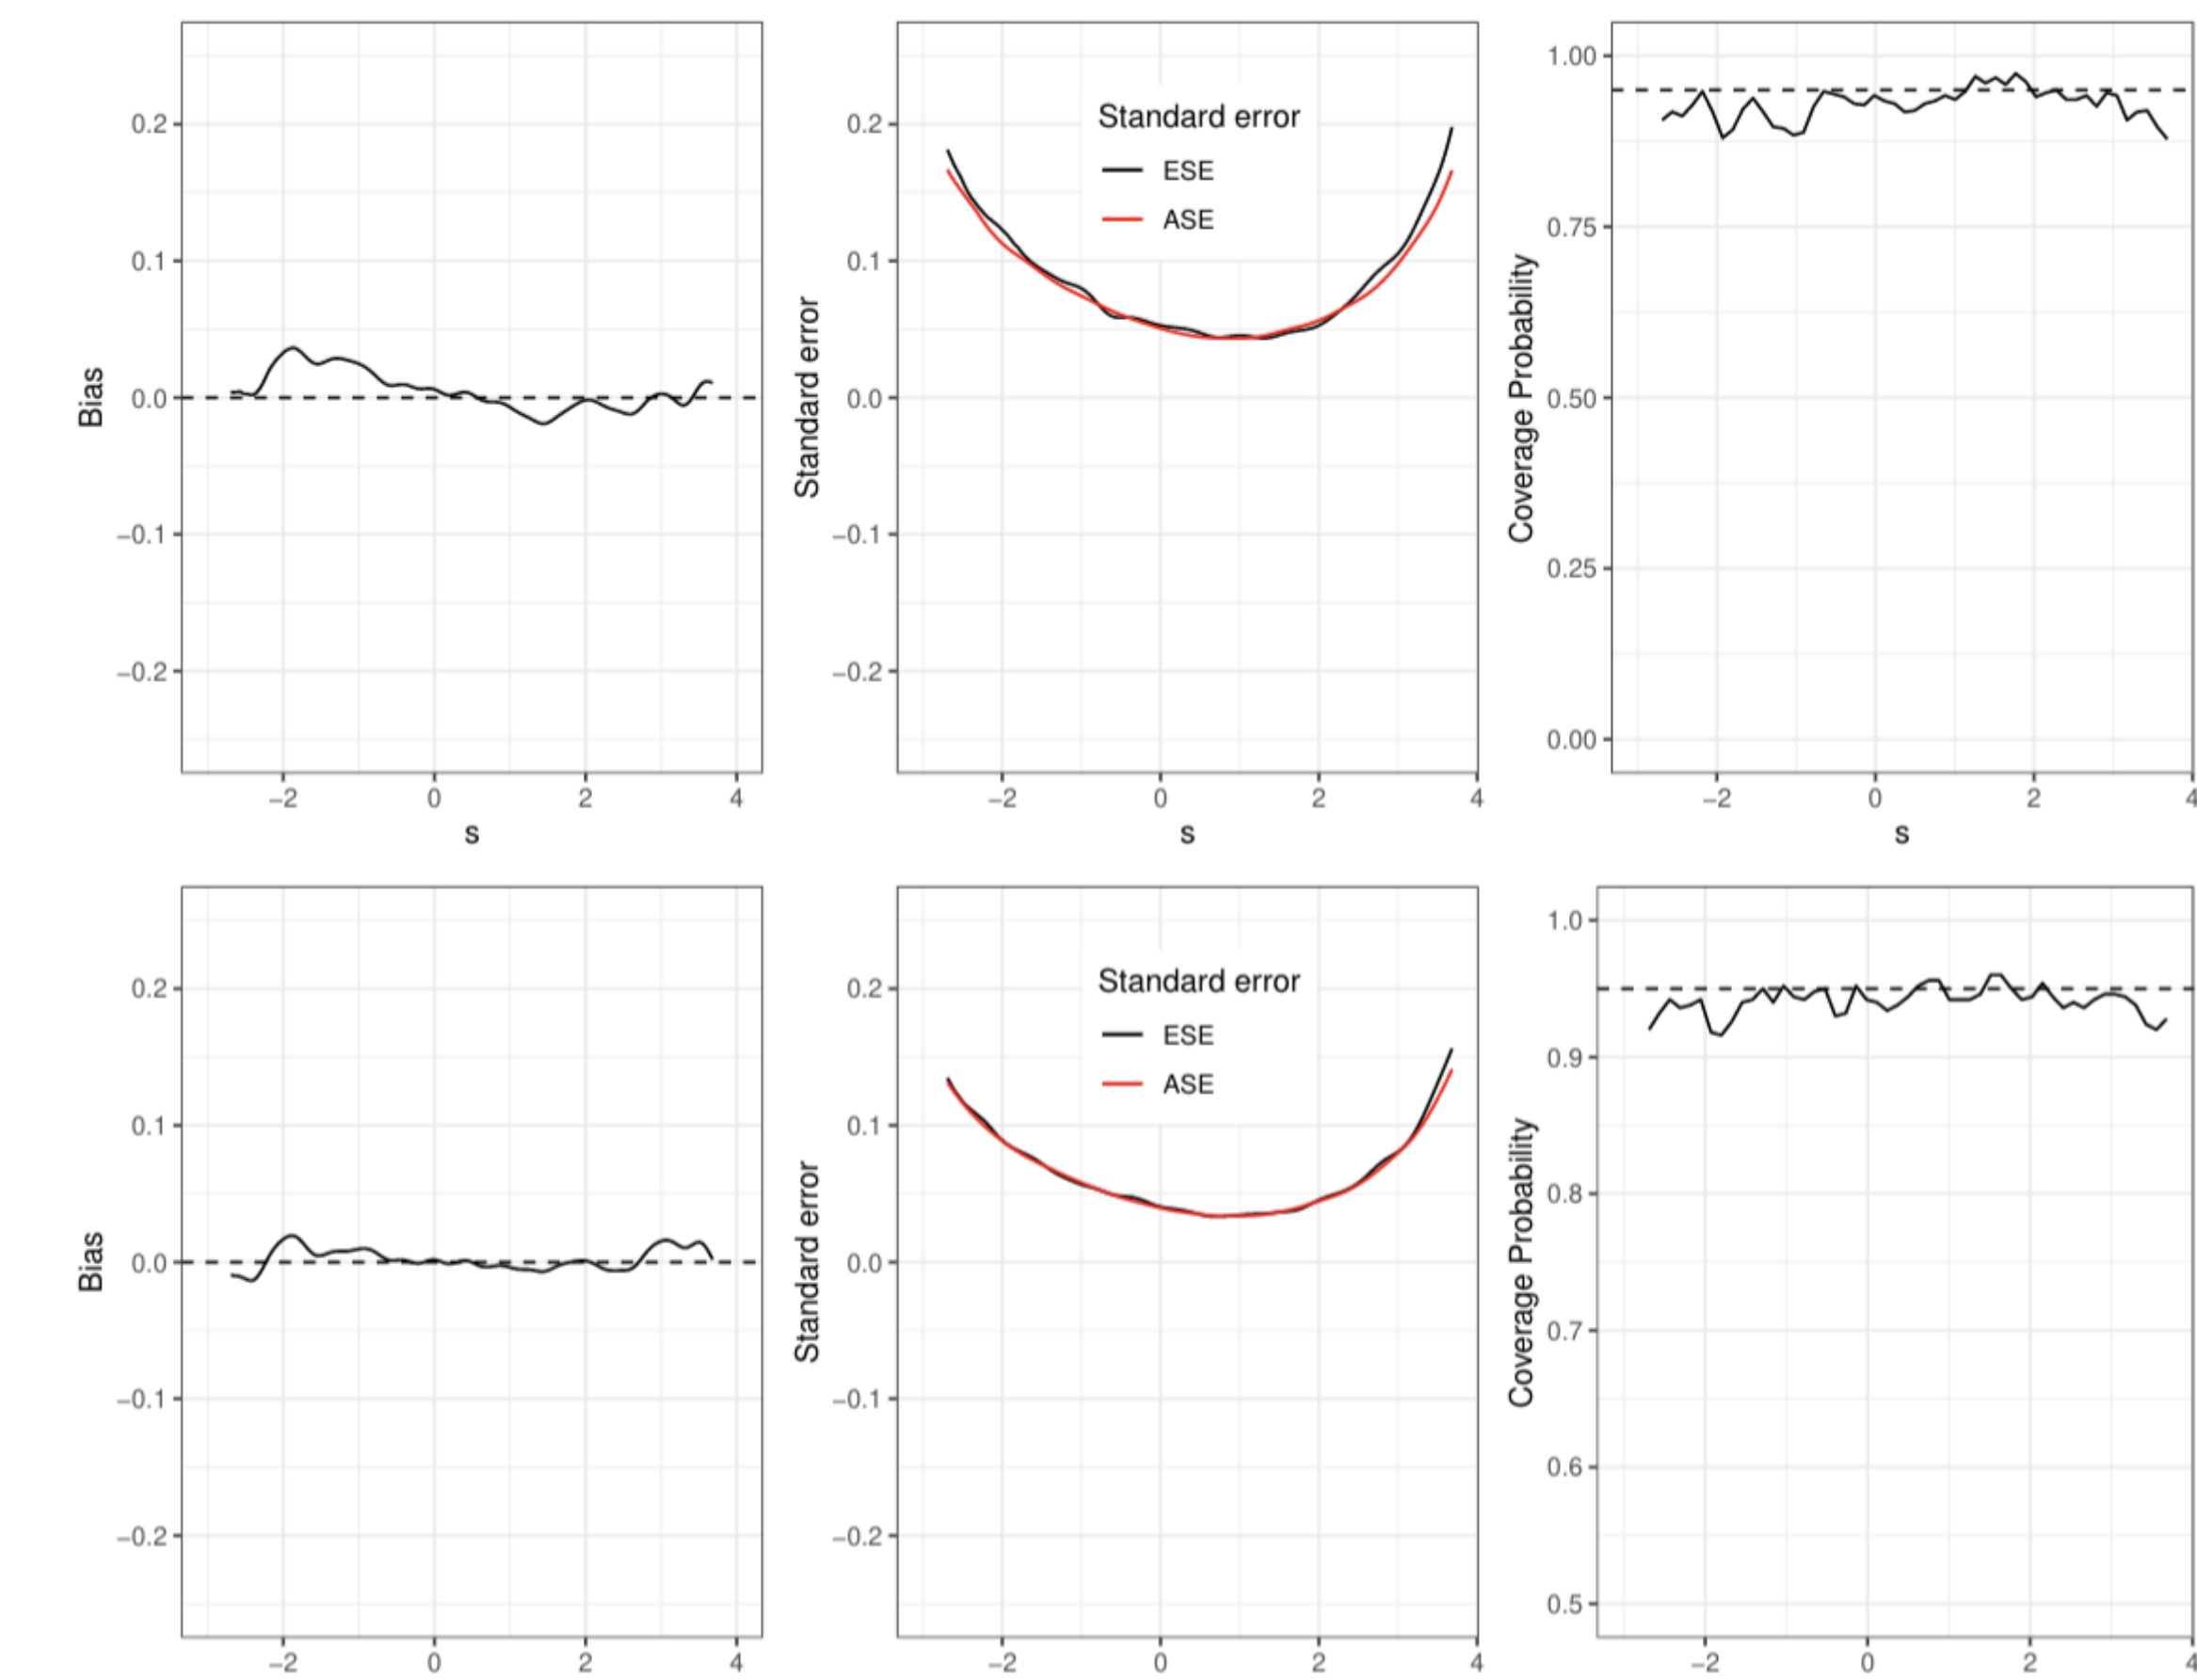 Bias
0.2
0.1
0.0
−0.1
−0.2
−2 0 2 4
s
Standard error
0.2
0.1
0.0
−0.1
−0.2
Standard error
ESE
ASE
−2 0 2 4
s
Coverage Probability
1.00
0.75
0.50
0.25
0.00
−2 0 2 4
s
Bias
0.2
0.1
0.0
−0.1
−0.2
−2 0 2 4
Standard error
0.2
0.1
0.0
−0.1
−0.2
Standard error
ESE
ASE
−2 0 2 4
Coverage Probability
1.0
0.9
0.8
0.7
0.6
0.5
−2 0 2 4